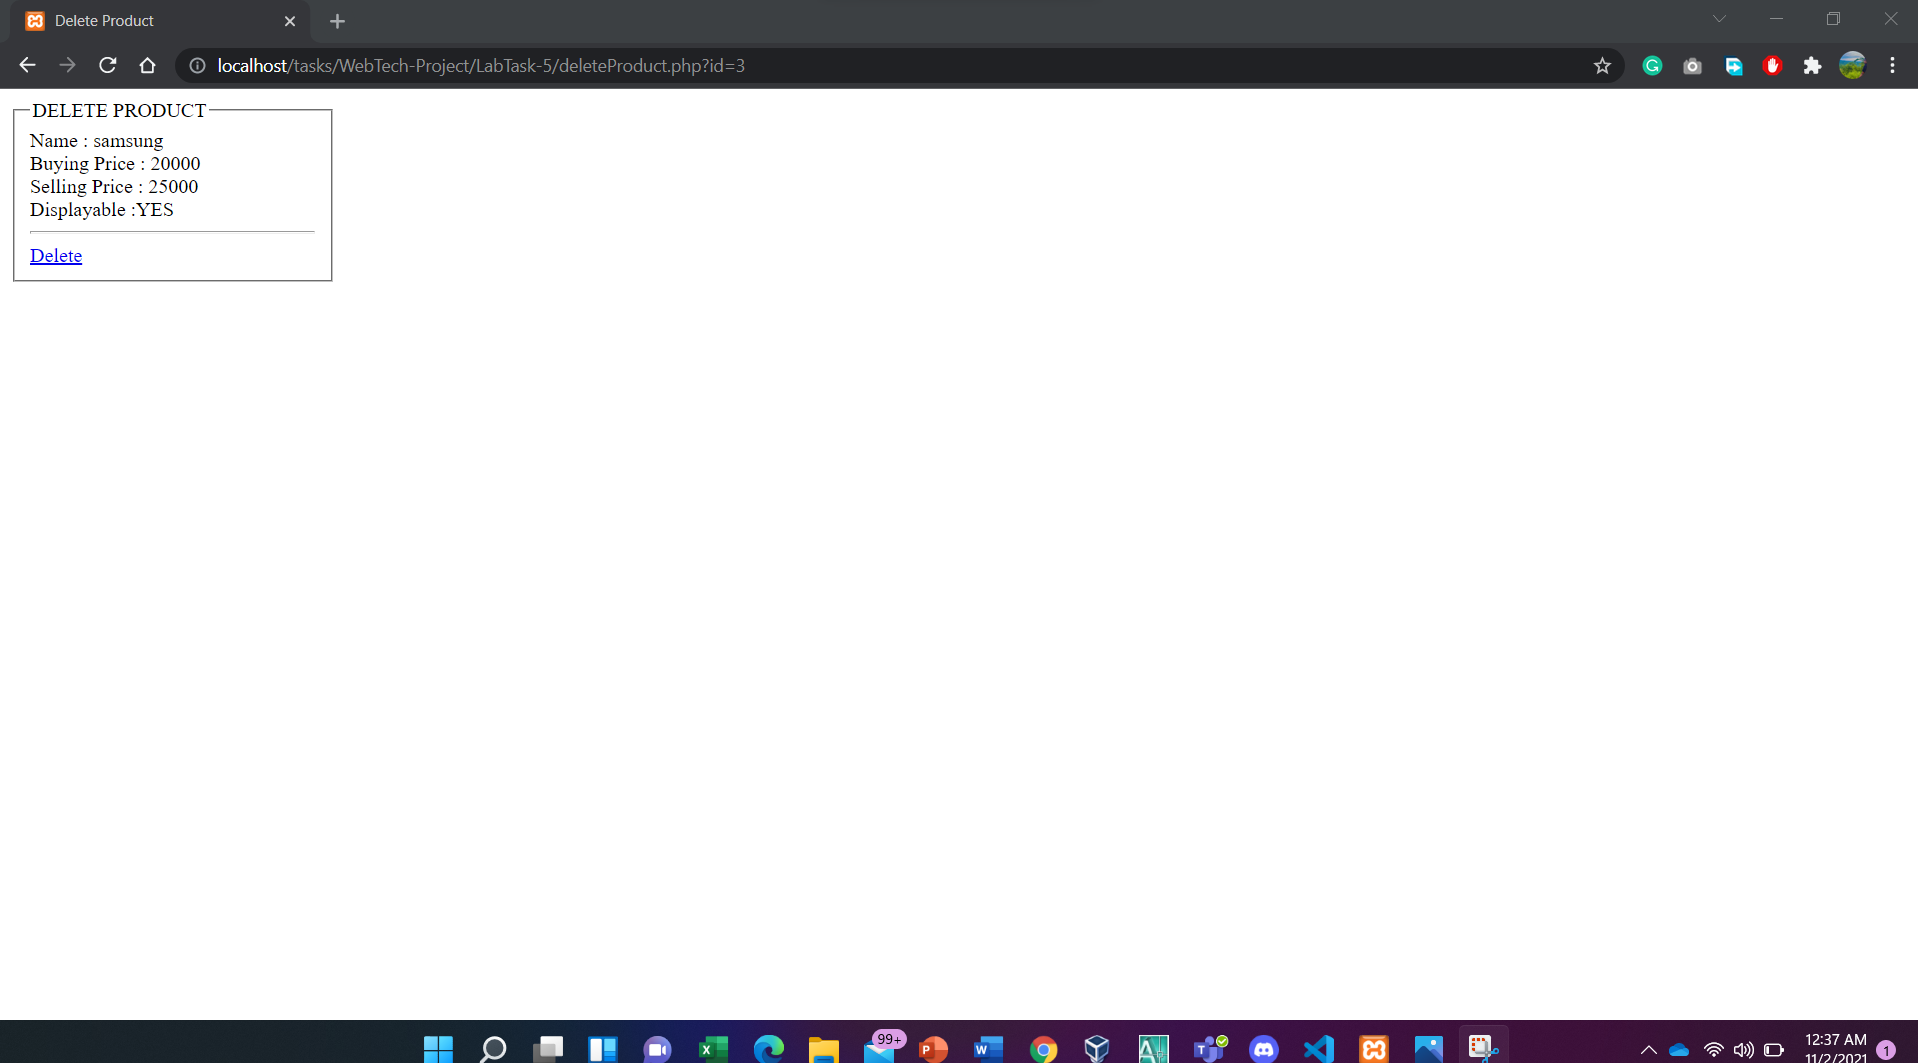 Delete Product
localhost/tasks/WebTech-Project/LabTask-5/deleteProduct.php?id=3
DELETE PRODUCT
Name : samsung
Buying Price : 20000
Selling Price : 25000
Displayable :YES
Delete
99+
12:37 AM
11/2/2021
1